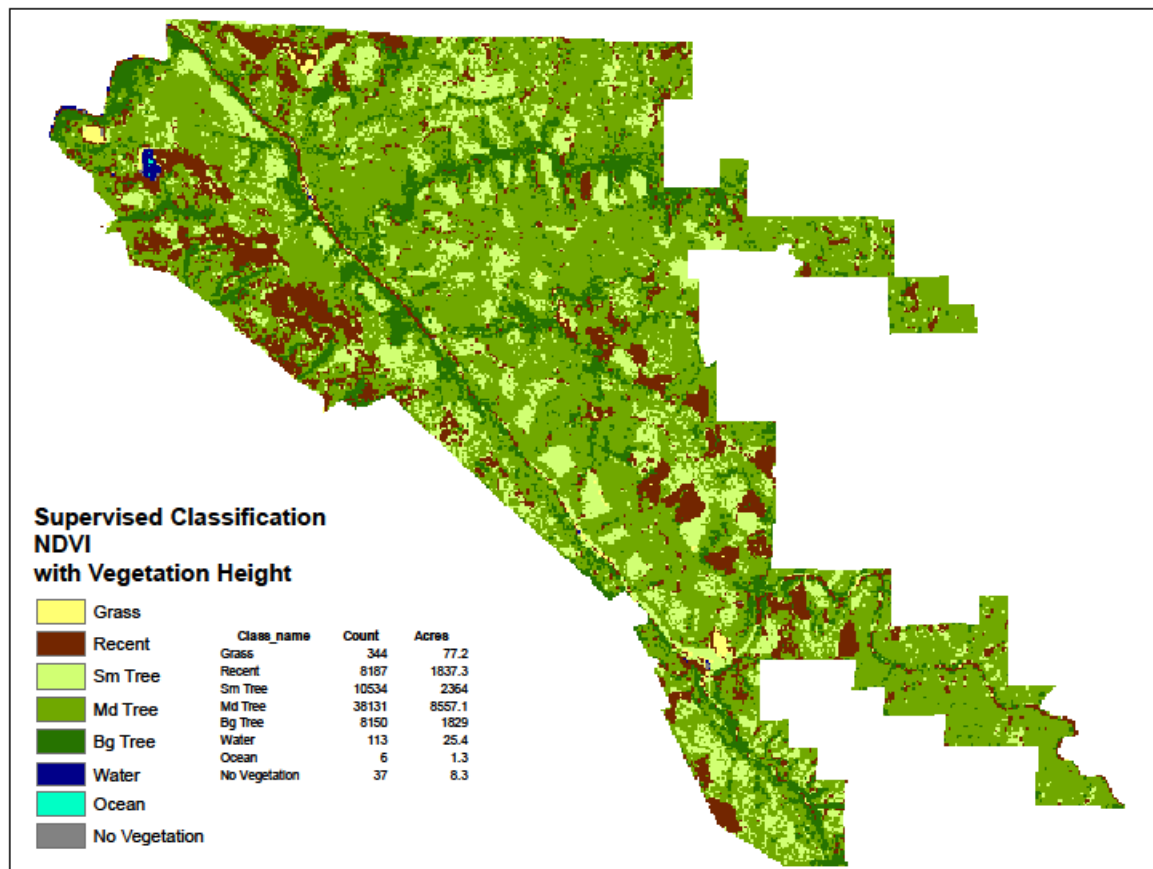 Supervised Classification
NDVI
with Vegetation Height
Grass
Recent
Sm Tree
Md Tree
Bg Tree
Water
Ocean
No Vegetation
Class_name Count Acres
Grass 344 77.2
Recent 8187 1837.3
Sm Tree 10534 2364
Md Tree 38131 8557.1
Bg Tree 8150 1829
Water 113 25.4
Ocean 6 1.3
No Vegetation 37 8.3